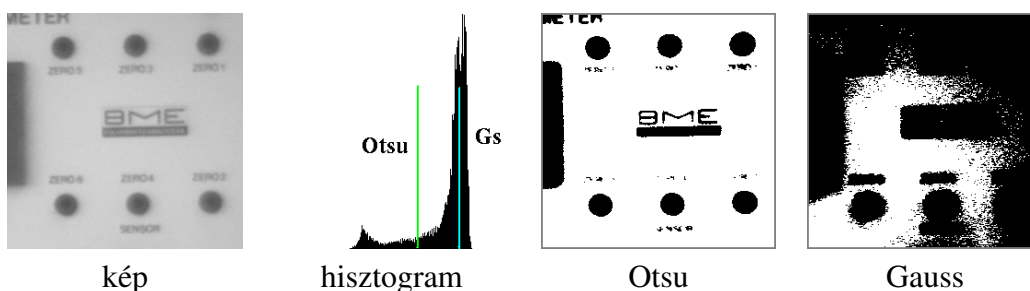 METER
ZERO 5 ZERO 3 ZERO 1
BME
ZERO 6 ZERO 4 ZERO 2
SENSOR
Otsu
Gs
BME
kép
hisztogram
Otsu
Gauss